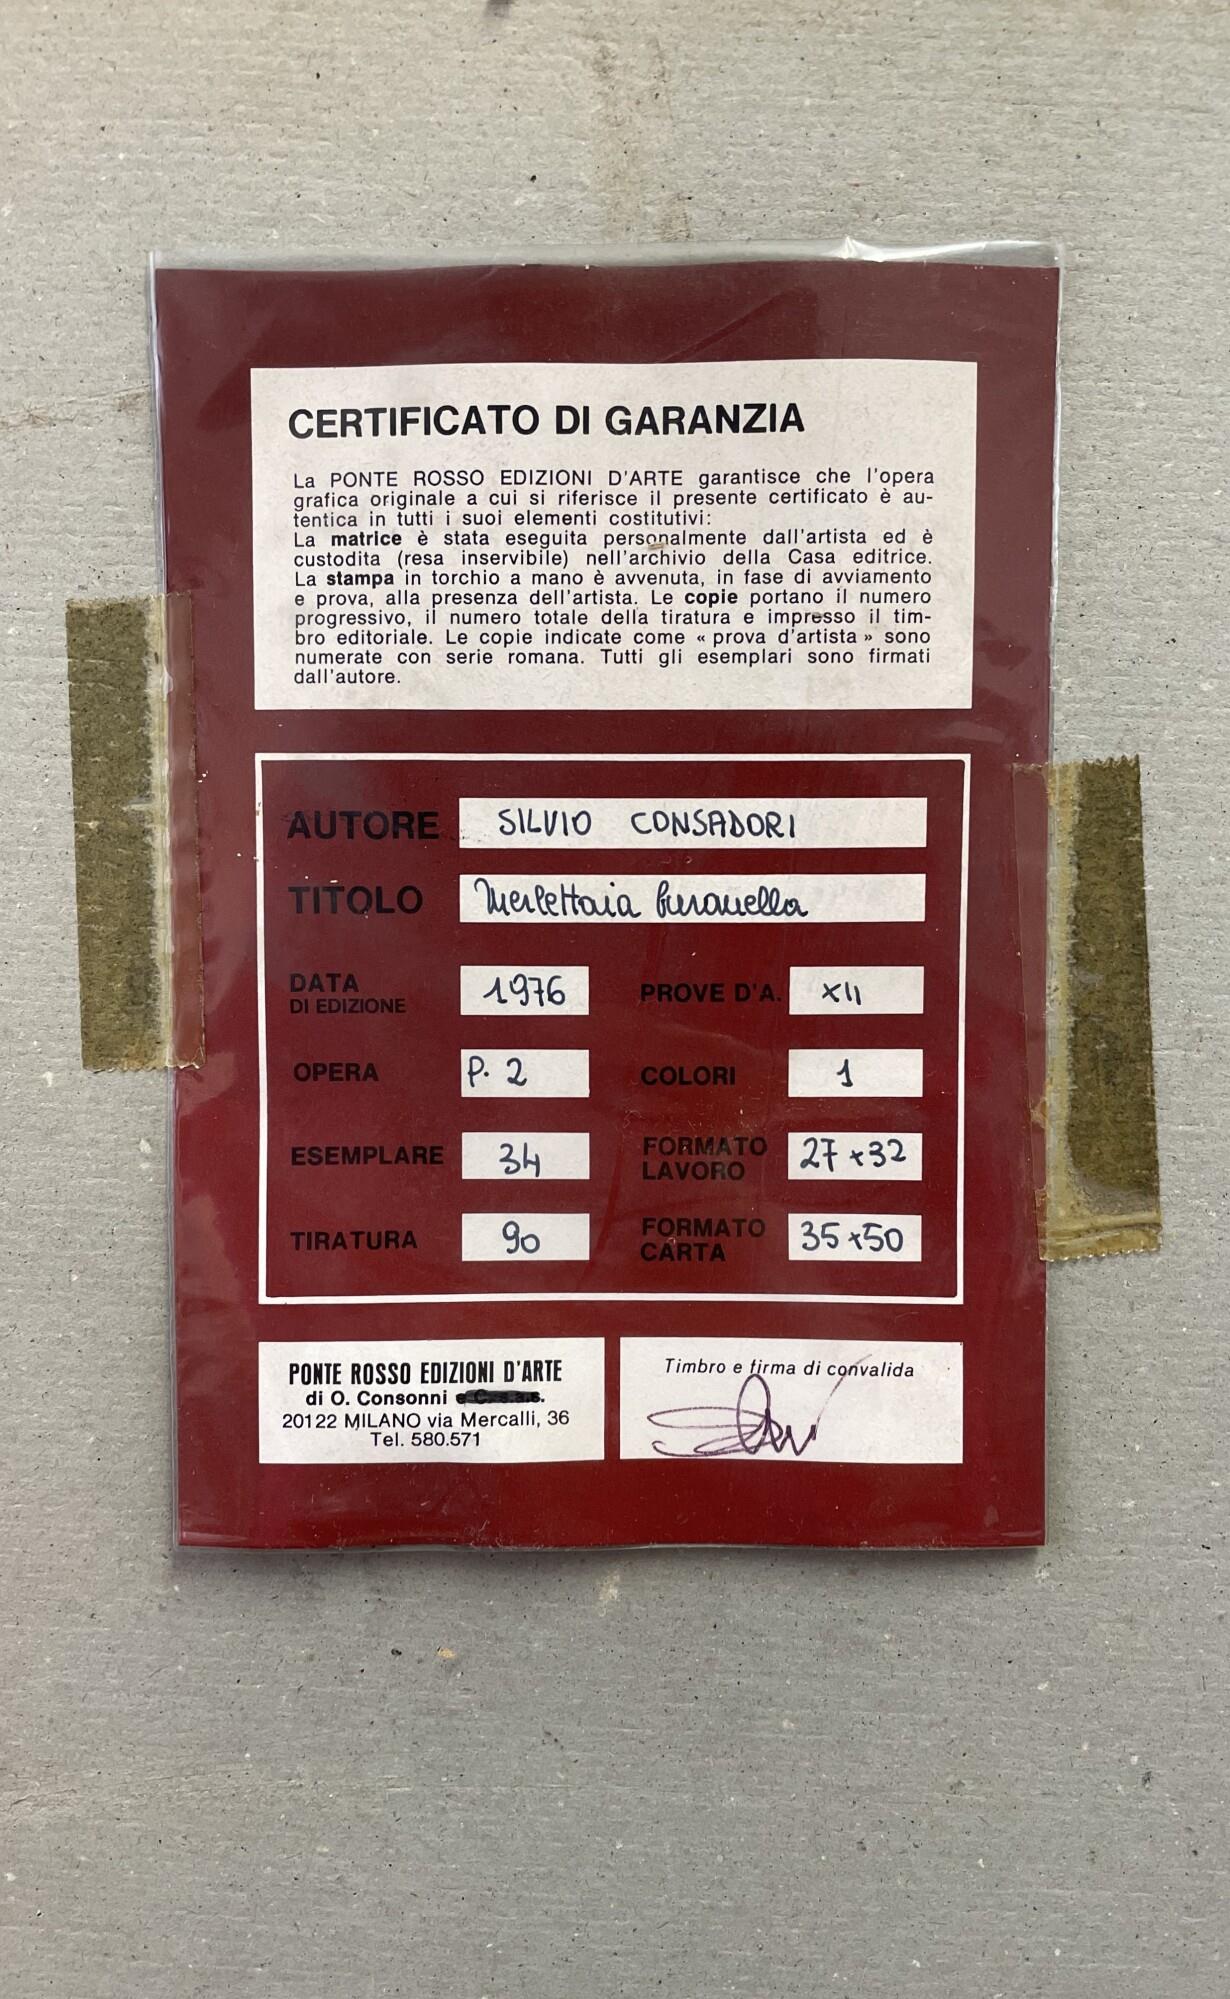 CERTIFICATO DI GARANZIA
La PONTE ROSSO EDIZIONI D'ARTE garantisce che l'opera
grafica originale a cui si riferisce il presente certificato è au-
tentica in tutti i suoi elementi costitutivi:
La matrice è stata eseguita personalmente dall'artista ed è
custodita (resa inservibile) nell'archivio della Casa editrice.
La stampa in torchio a mano è avvenuta, in fase di avviamento
e prova, alla presenza dell'artista. Le copie portano il numero
progressivo, il numero totale della tiratura e impresso il tim-
bro editoriale. Le copie indicate come « prova d'artista » sono
numerate con serie romana. Tutti gli esemplari sono firmati
dall'autore.
AUTORE SILVIO CONSADORI
TITOLO Merlettaia buranella
DATA DI EDIZIONE 1976 PROVE D'A. XII
OPERA P. 2 COLORI 1
ESEMPLARE 34 FORMATO LAVORO 27x32
TIRATURA 90 FORMATO CARTA 35x50
PONTE ROSSO EDIZIONI D'ARTE
di O. Consonni
20122 MILANO via Mercalli, 36
Tel. 580.571
Timbro e firma di convalida